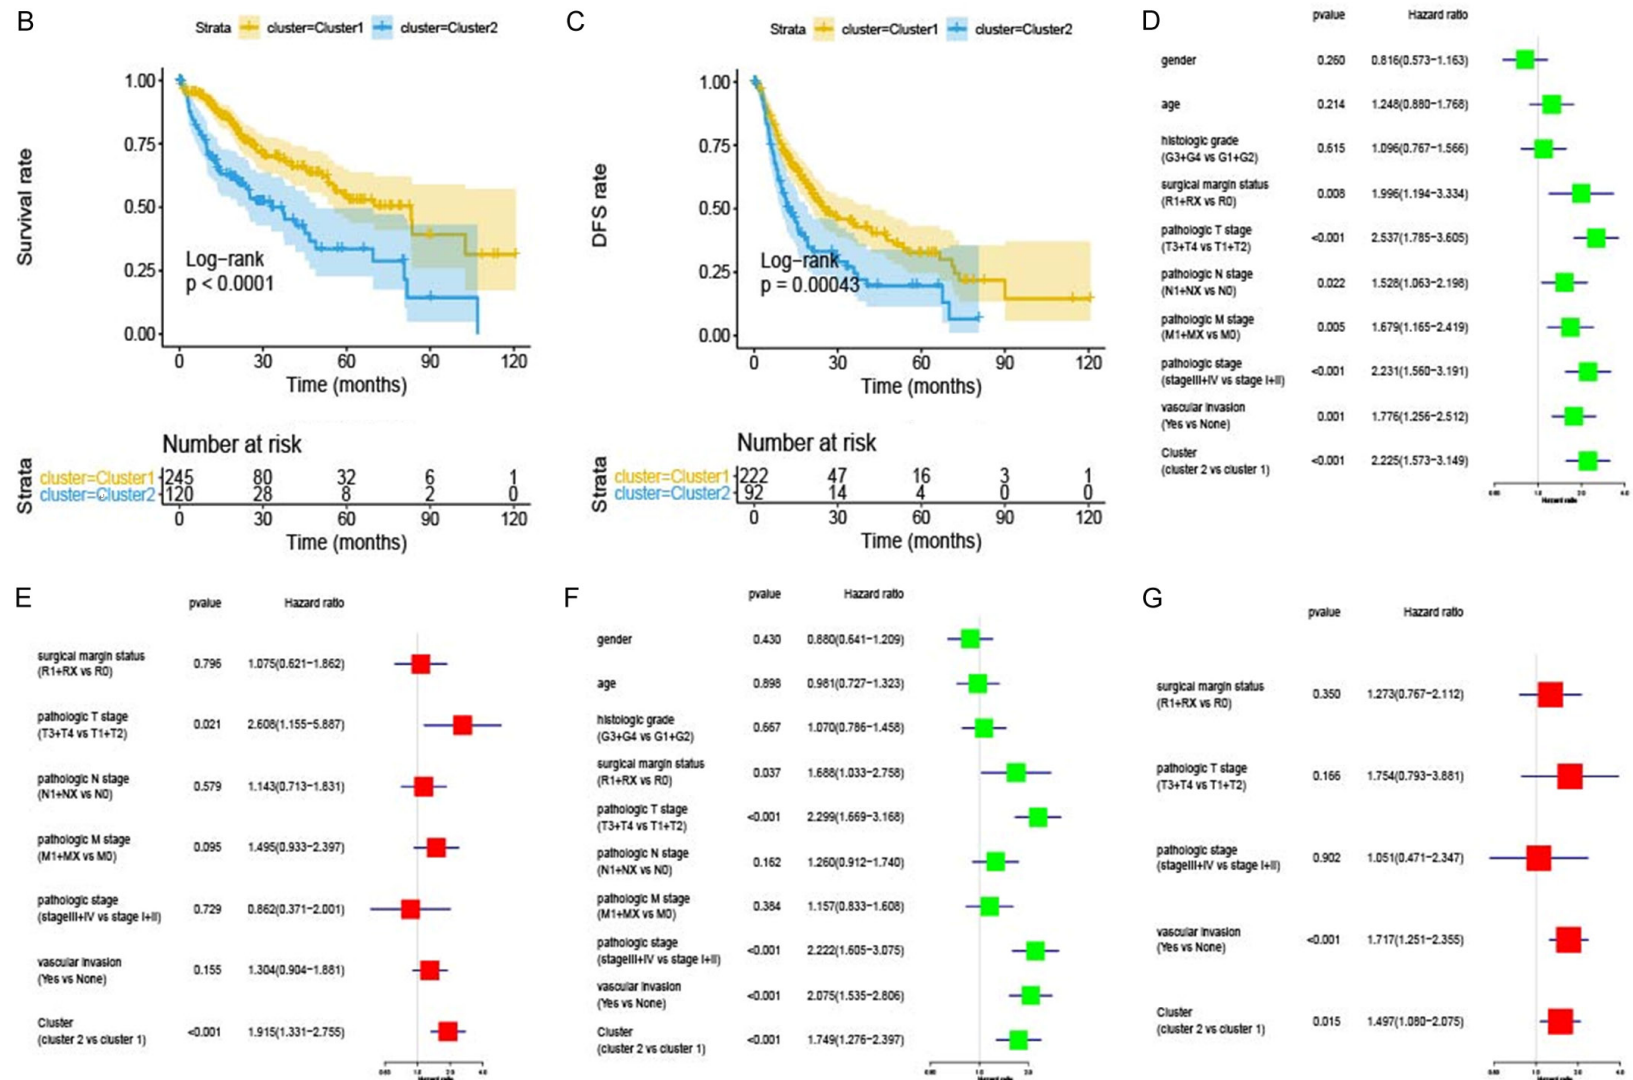 B
Strata cluster=Cluster1 cluster=Cluster2
Survival rate
1.00
0.75
0.50
0.25
0.00
Log-rank
p < 0.0001
0 30 60 90 120
Time (months)
Number at risk
Strata
cluster=Cluster1 245 80 32 6 1
cluster=Cluster2 120 28 8 2 0
0 30 60 90 120
Time (months)
C
Strata cluster=Cluster1 cluster=Cluster2
DFS rate
1.00
0.75
0.50
0.25
0.00
Log-rank
p = 0.00043
0 30 60 90 120
Time (months)
Number at risk
Strata
cluster=Cluster1 222 47 16 3 1
cluster=Cluster2 92 14 4 0 0
0 30 60 90 120
Time (months)
D
pvalue Hazard ratio
gender 0.260 0.816(0.573-1.163)
age 0.214 1.248(0.880-1.768)
histologic grade
(G3+G4 vs G1+G2) 0.615 1.096(0.767-1.566)
surgical margin status
(R1+RX vs R0) 0.008 1.996(1.194-3.334)
pathologic T stage
(T3+T4 vs T1+T2) <0.001 2.537(1.785-3.605)
pathologic N stage
(N1+NX vs N0) 0.022 1.528(1.063-2.198)
pathologic M stage
(M1+MX vs M0) 0.005 1.679(1.165-2.419)
pathologic stage
(stageIII+IV vs stage I+II) <0.001 2.231(1.560-3.191)
vascular invasion
(Yes vs None) 0.001 1.776(1.256-2.512)
Cluster
(cluster 2 vs cluster 1) <0.001 2.225(1.573-3.149)
1.0 2.0 4.0
Hazard ratio
E
pvalue Hazard ratio
surgical margin status
(R1+RX vs R0) 0.796 1.075(0.621-1.862)
pathologic T stage
(T3+T4 vs T1+T2) 0.021 2.608(1.155-5.887)
pathologic N stage
(N1+NX vs N0) 0.579 1.143(0.713-1.831)
pathologic M stage
(M1+MX vs M0) 0.095 1.495(0.933-2.397)
pathologic stage
(stageIII+IV vs stage I+II) 0.729 0.862(0.371-2.001)
vascular invasion
(Yes vs None) 0.155 1.304(0.904-1.881)
Cluster
(cluster 2 vs cluster 1) <0.001 1.915(1.331-2.755)
1.0 2.0 4.0
F
pvalue Hazard ratio
gender 0.430 0.880(0.641-1.209)
age 0.898 0.981(0.727-1.323)
histologic grade
(G3+G4 vs G1+G2) 0.667 1.070(0.786-1.458)
surgical margin status
(R1+RX vs R0) 0.037 1.688(1.033-2.758)
pathologic T stage
(T3+T4 vs T1+T2) <0.001 2.299(1.669-3.168)
pathologic N stage
(N1+NX vs N0) 0.162 1.260(0.912-1.740)
pathologic M stage
(M1+MX vs M0) 0.384 1.157(0.833-1.608)
pathologic stage
(stageIII+IV vs stage I+II) <0.001 2.222(1.605-3.075)
vascular invasion
(Yes vs None) <0.001 2.075(1.535-2.806)
Cluster
(cluster 2 vs cluster 1) <0.001 1.749(1.276-2.397)
1.0 2.0
G
pvalue Hazard ratio
surgical margin status
(R1+RX vs R0) 0.350 1.273(0.767-2.112)
pathologic T stage
(T3+T4 vs T1+T2) 0.166 1.754(0.793-3.881)
pathologic stage
(stageIII+IV vs stage I+II) 0.902 1.051(0.471-2.347)
vascular invasion
(Yes vs None) <0.001 1.717(1.251-2.355)
Cluster
(cluster 2 vs cluster 1) 0.015 1.497(1.080-2.075)
1.0 2.0 4.0